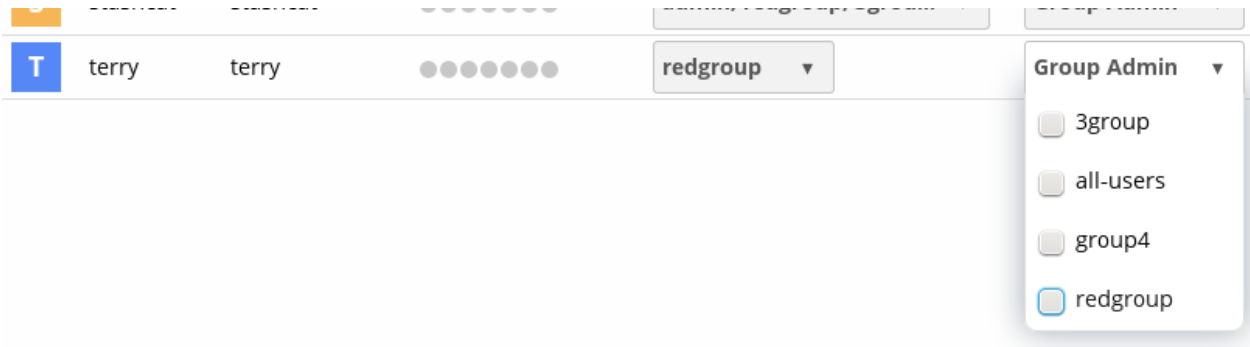 T terry terry redgroup ▼ Group Admin ▼
3group
all-users
group4
redgroup